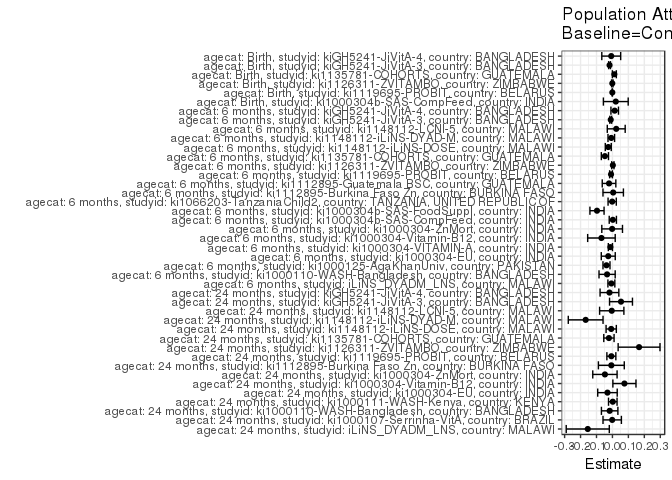 Population Att
Baseline=Con
agecat: Birth, studyid: kiGH5241-JiVitA-4, country: BANGLADESH
agecat: Birth, studyid: kiGH5241-JiVitA-3, country: BANGLADESH
agecat: Birth, studyid: ki1135781-COHORTS, country: GUATEMALA
agecat: Birth, studyid: ki1126311-ZVITAMBO, country: ZIMBABWE
agecat: Birth, studyid: ki1119695-PROBIT, country: BELARUS
agecat: Birth, studyid: ki1000304b-SAS-CompFeed, country: INDIA
agecat: 6 months, studyid: kiGH5241-JiVitA-4, country: BANGLADESH
agecat: 6 months, studyid: kiGH5241-JiVitA-3, country: BANGLADESH
agecat: 6 months, studyid: ki1148112-LCNI-5, country: MALAWI
agecat: 6 months, studyid: ki1148112-iLiNS-DYAD-M, country: MALAWI
agecat: 6 months, studyid: ki1148112-iLiNS-DOSE, country: MALAWI
agecat: 6 months, studyid: ki1135781-COHORTS, country: GUATEMALA
agecat: 6 months, studyid: ki1126311-ZVITAMBO, country: ZIMBABWE
agecat: 6 months, studyid: ki1119695-PROBIT, country: BELARUS
agecat: 6 months, studyid: ki1112895-Guatemala BSC, country: GUATEMALA
agecat: 6 months, studyid: ki1112895-Burkina Faso Zn, country: BURKINA FASO
agecat: 6 months, studyid: ki1066203-TanzaniaChild2, country: TANZANIA, UNITED REPUBLIC OF
agecat: 6 months, studyid: ki1000304b-SAS-FoodSuppl, country: INDIA
agecat: 6 months, studyid: ki1000304b-SAS-CompFeed, country: INDIA
agecat: 6 months, studyid: ki1000304-ZnMort, country: INDIA
agecat: 6 months, studyid: ki1000304-Vitamin-B12, country: INDIA
agecat: 6 months, studyid: ki1000304-VITAMIN-A, country: INDIA
agecat: 6 months, studyid: ki1000304-EU, country: INDIA
agecat: 6 months, studyid: ki1000125-AgaKhanUniv, country: PAKISTAN
agecat: 6 months, studyid: ki1000110-WASH-Bangladesh, country: BANGLADESH
agecat: 6 months, studyid: iLiNS_DYADM_LNS, country: MALAWI
agecat: 24 months, studyid: kiGH5241-JiVitA-4, country: BANGLADESH
agecat: 24 months, studyid: kiGH5241-JiVitA-3, country: BANGLADESH
agecat: 24 months, studyid: ki1148112-LCNI-5, country: MALAWI
agecat: 24 months, studyid: ki1148112-iLiNS-DYAD-M, country: MALAWI
agecat: 24 months, studyid: ki1148112-iLiNS-DOSE, country: MALAWI
agecat: 24 months, studyid: ki1135781-COHORTS, country: GUATEMALA
agecat: 24 months, studyid: ki1126311-ZVITAMBO, country: ZIMBABWE
agecat: 24 months, studyid: ki1119695-PROBIT, country: BELARUS
agecat: 24 months, studyid: ki1112895-Burkina Faso Zn, country: BURKINA FASO
agecat: 24 months, studyid: ki1000304-ZnMort, country: INDIA
agecat: 24 months, studyid: ki1000304-Vitamin-B12, country: INDIA
agecat: 24 months, studyid: ki1000304-EU, country: INDIA
agecat: 24 months, studyid: ki1000111-WASH-Kenya, country: KENYA
agecat: 24 months, studyid: ki1000110-WASH-Bangladesh, country: BANGLADESH
agecat: 24 months, studyid: ki1000107-Serrinha-VitA, country: BRAZIL
agecat: 24 months, studyid: iLiNS_DYADM_LNS, country: MALAWI
-0.3 0.2 0.1 0.0 0.1 0.2 0.3
Estimate